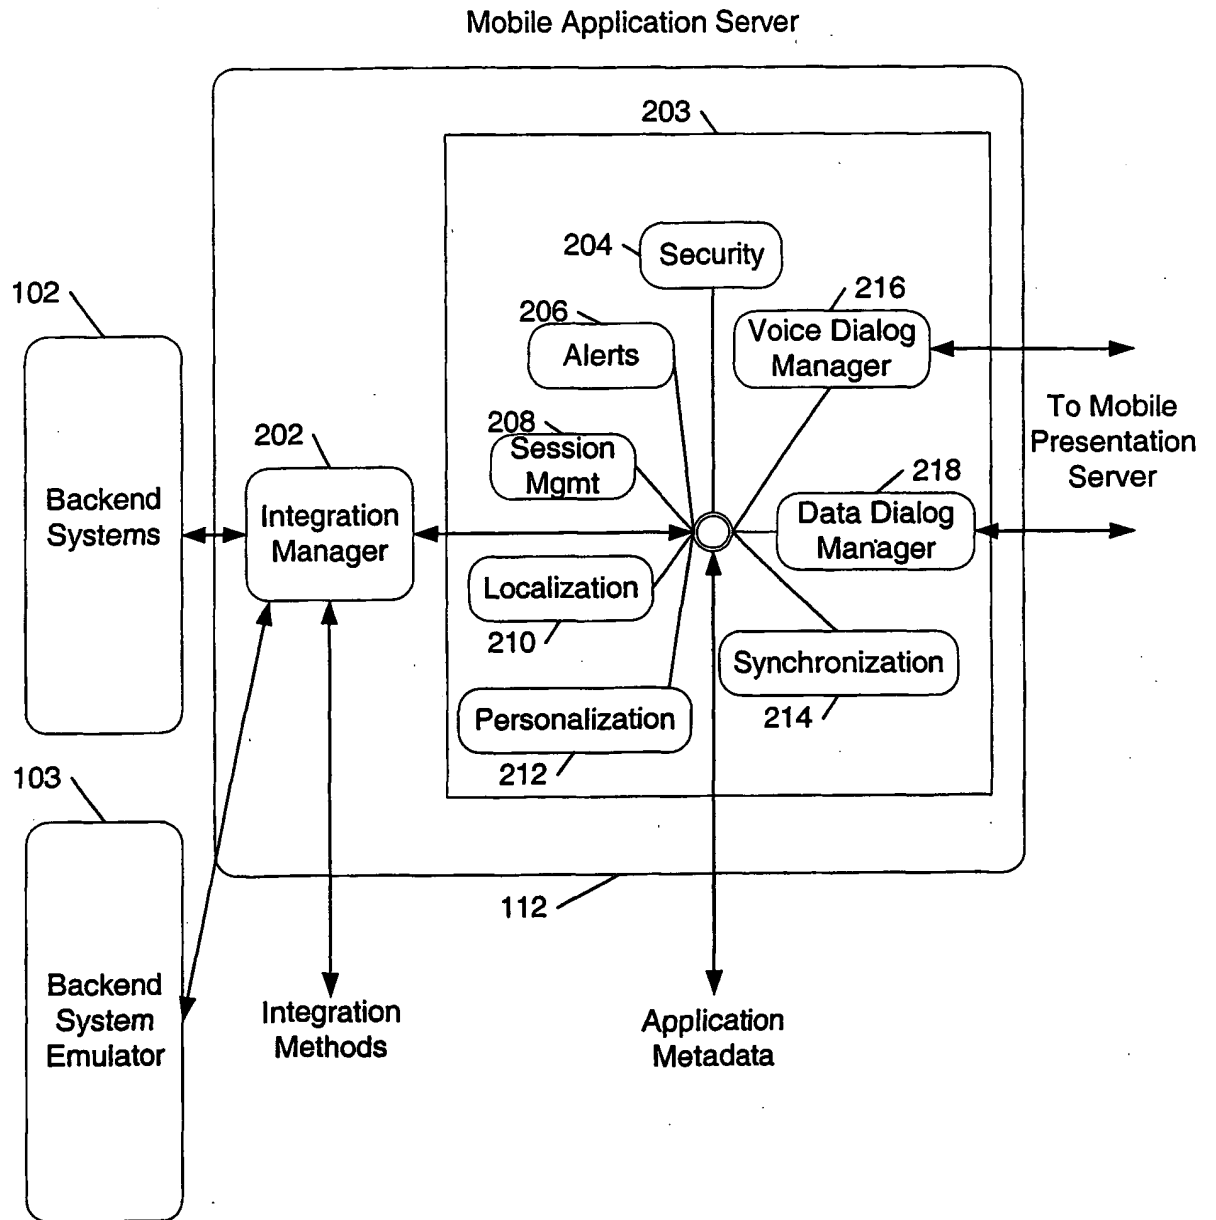 Mobile Application Server
203
204
Security
102
206
216
Alerts
Voice Dialog
Manager
208
Session
Mgmt
202
To Mobile
Presentation
Server
218
Backend
Systems
Integration
Manager
Data Dialog
Manager
Localization
210
Synchronization
214
Personalization
212
103
112
Backend
System
Emulator
Integration
Methods
Application
Metadata